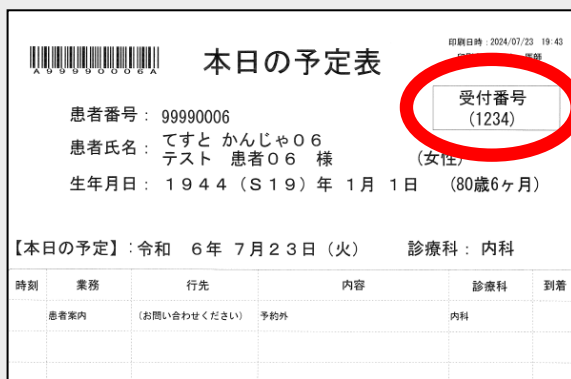 本日の予定表
印刷日時：2024/07/23 19:43
医師
A99990006A
受付番号
(1234)
患者番号： 99990006
患者氏名： てすと かんじゃ０６
テスト 患者０６ 様 (女性)
生年月日： １９４４（Ｓ１９）年 １月 １日 (80歳6ヶ月)
【本日の予定】：令和 ６年 ７月２３日（火） 診療科：内科
時刻 業務 行先 内容 診療科 到着
患者案内 (お問い合わせください) 予約外 内科